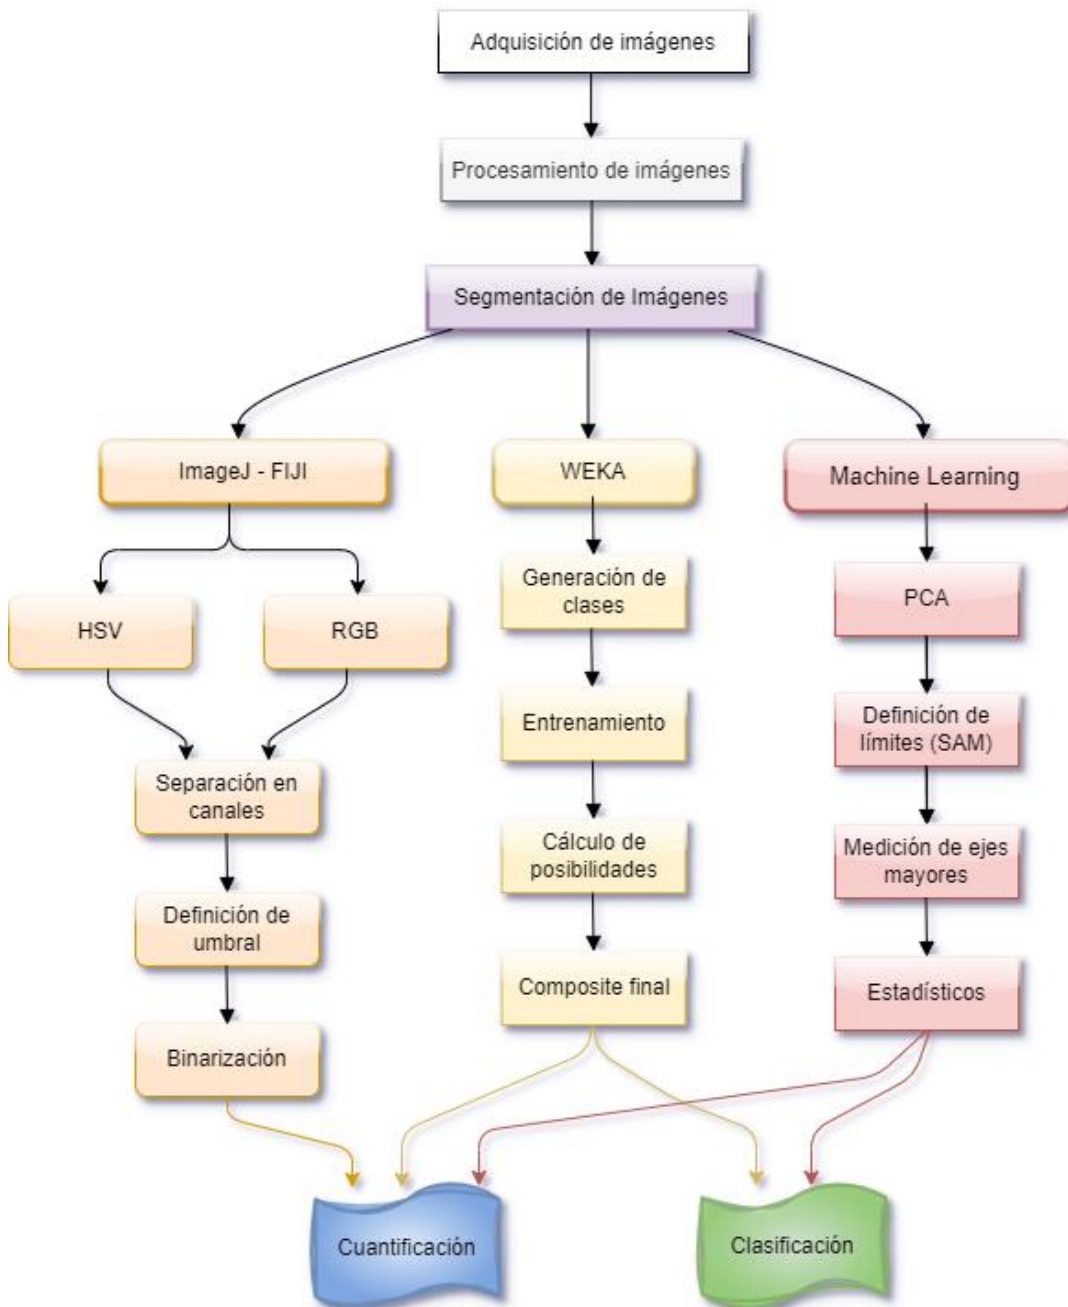 Adquisición de imágenes
Procesamiento de imágenes
Segmentación de Imágenes
ImageJ - FIJI
WEKA
Machine Learning
HSV
RGB
Generación de
clases
PCA
Entrenamiento
Definición de
límites (SAM)
Separación en
canales
Cálculo de
posibilidades
Medición de ejes
mayores
Definición de
umbral
Composite final
Estadísticos
Binarización
Cuantificación
Clasificación